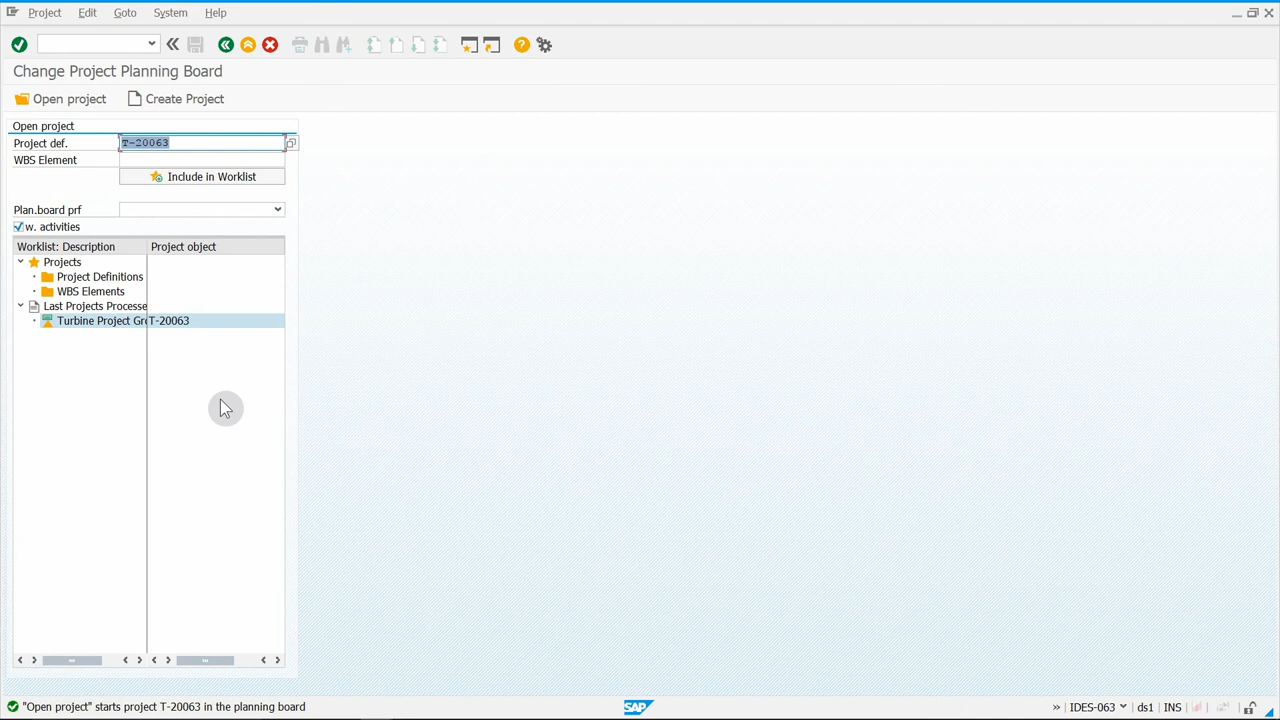 Project Edit Goto System Help
Change Project Planning Board
Open project Create Project
Open project
Project def. T-20063
WBS Element
Include in Worklist
Plan.board prf
w. activities
Worklist: Description Project object
Projects
Project Definitions
WBS Elements
Last Projects Processe
Turbine Project Gr T-20063
"Open project" starts project T-20063 in the planning board SAP IDES-063 ds1 INS